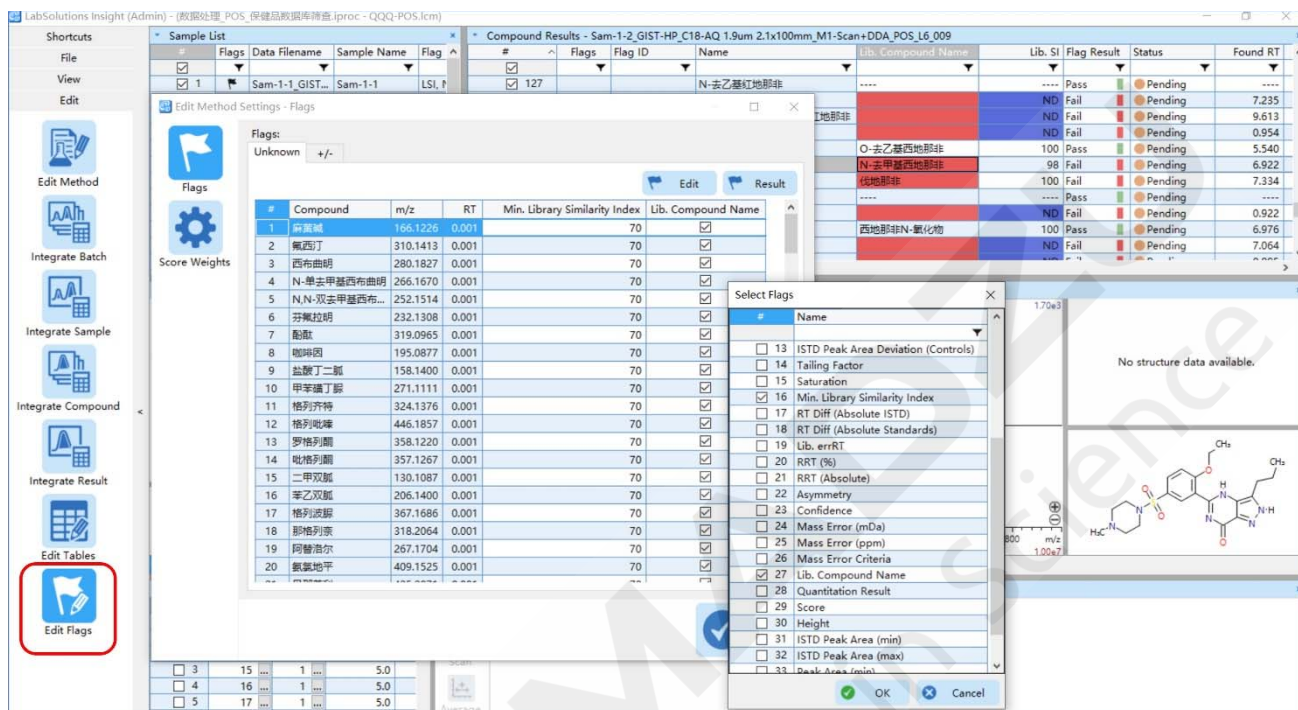 LabSolutions Insight (Admin) - (数据处理_POS_保健品数据库筛查.iproc - QQQ-POS.lcm)
Shortcuts
File
View
Edit
Edit Method
Integrate Batch
Integrate Sample
Integrate Compound
Integrate Result
Edit Tables
Edit Flags
Sample List
# Flags Data Filename Sample Name Flag
1 Sam-1-1_GIST... Sam-1-1 LSI,
Compound Results - Sam-1-2_GIST-HP_C18-AQ 1.9um 2.1x100mm_M1-Scan+DDA_POS_L6_009
# Flags Flag ID Name Lib. Compound Name Lib. SI Flag Result Status Found RT
127 N-去乙基红地那非 ---- ---- Pass Pending ----
ND Fail Pending 7.235
工地那非 ND Fail Pending 9.613
ND Fail Pending 0.954
O-去乙基西地那非 100 Pass Pending 5.540
N-去甲基西地那非 98 Fail Pending 6.922
伐地那非 100 Fail Pending 7.334
---- ---- Pass Pending ----
ND Fail Pending 0.922
西地那非N-氧化物 100 Pass Pending 6.976
ND Fail Pending 7.064
Edit Method Settings - Flags
Flags
Score Weights
Flags:
Unknown +/-
Edit Result
# Compound m/z RT Min. Library Similarity Index Lib. Compound Name
1 麻黄碱 166.1226 0.001 70
2 氟西汀 310.1413 0.001 70
3 西布曲明 280.1827 0.001 70
4 N-单去甲基西布曲明 266.1670 0.001 70
5 N,N-双去甲基西布... 252.1514 0.001 70
6 芬氟拉明 232.1308 0.001 70
7 酚酞 319.0965 0.001 70
8 咖啡因 195.0877 0.001 70
9 盐酸丁二胍 158.1400 0.001 70
10 甲苯磺丁脲 271.1111 0.001 70
11 格列齐特 324.1376 0.001 70
12 格列吡嗪 446.1857 0.001 70
13 罗格列酮 358.1220 0.001 70
14 吡格列酮 357.1267 0.001 70
15 二甲双胍 130.1087 0.001 70
16 苯乙双胍 206.1400 0.001 70
17 格列波脲 367.1686 0.001 70
18 那格列奈 318.2064 0.001 70
19 阿替洛尔 267.1704 0.001 70
20 氨氯地平 409.1525 0.001 70
Select Flags
# Name
13 ISTD Peak Area Deviation (Controls)
14 Tailing Factor
15 Saturation
16 Min. Library Similarity Index
17 RT Diff (Absolute ISTD)
18 RT Diff (Absolute Standards)
19 Lib. errRT
20 RRT (%)
21 RRT (Absolute)
22 Asymmetry
23 Confidence
24 Mass Error (mDa)
25 Mass Error (ppm)
26 Mass Error Criteria
27 Lib. Compound Name
28 Quantitation Result
29 Score
30 Height
31 ISTD Peak Area (min)
32 ISTD Peak Area (max)
33 Peak Area (min)
OK Cancel
1.70e3
No structure data available.
800 m/z
1.00e7
CH₃
CH₃
H₃C
3 15 ... 1 ... 5.0
4 16 ... 1 ... 5.0
5 17 ... 1 ... 5.0
Scan
Average